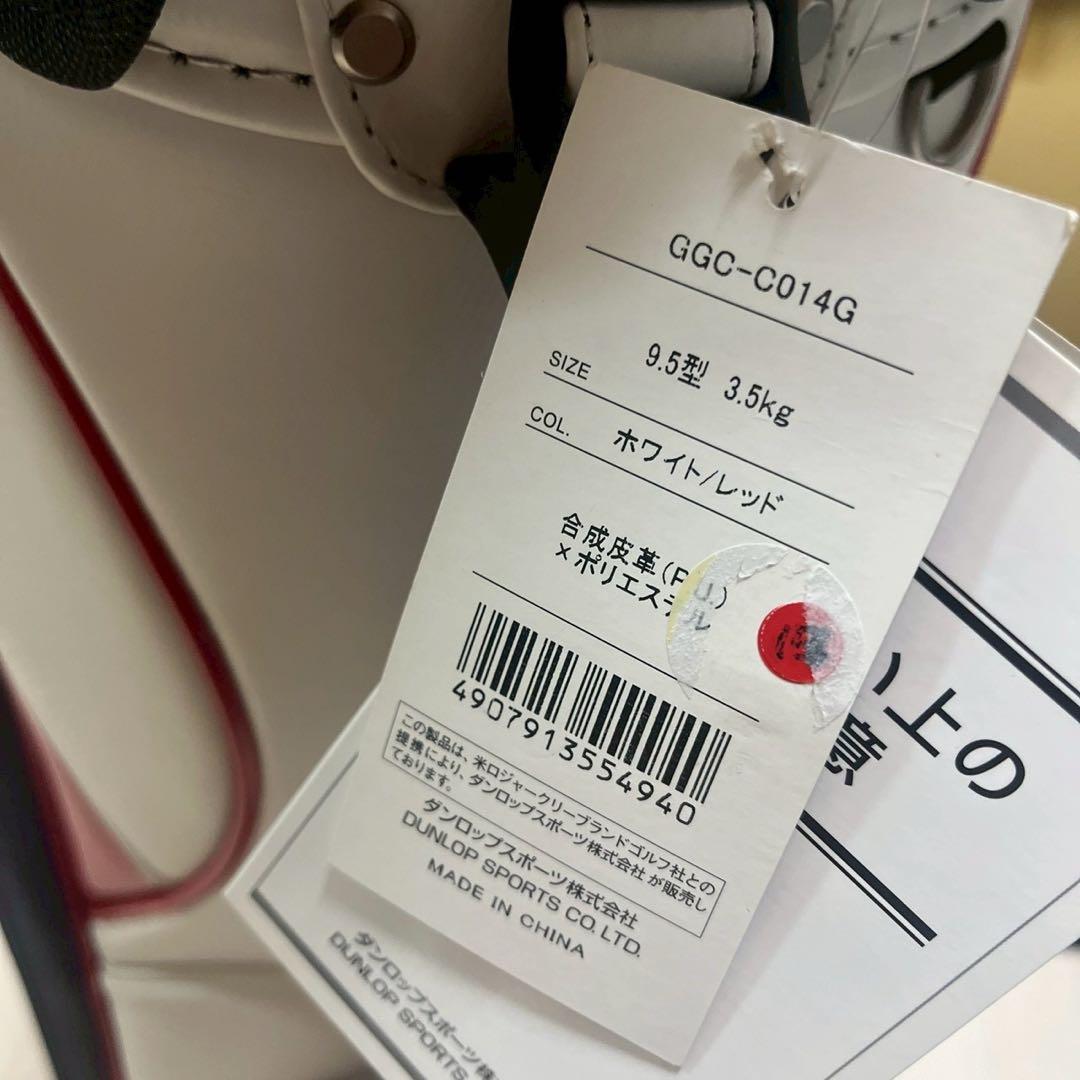 GGC-C014G
SIZE 9.5型 3.5kg
COL. ホワイト/レッド
合成皮革(PU)
×ポリエステル
4907913554940
この製品は、米ロジャークリーブランドゴルフ社との
提携により、ダンロップスポーツ株式会社が販売し
ております。
ダンロップスポーツ株式会社
DUNLOP SPORTS CO.LTD.
MADE IN CHINA
上の
意
ダンロップスポーツ株
DUNLOP SPORTS